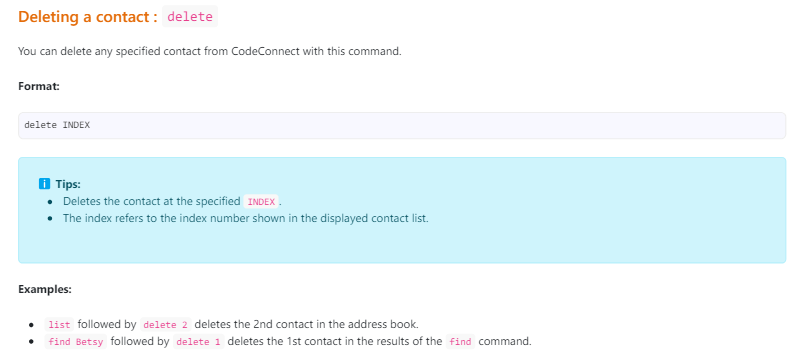 Deleting a contact : delete
You can delete any specified contact from CodeConnect with this command.
Format:
delete INDEX
Tips:
Deletes the contact at the specified INDEX .
The index refers to the index number shown in the displayed contact list.
Examples:
list followed by delete 2 deletes the 2nd contact in the address book.
find Betsy followed by delete 1 deletes the 1st contact in the results of the find command.